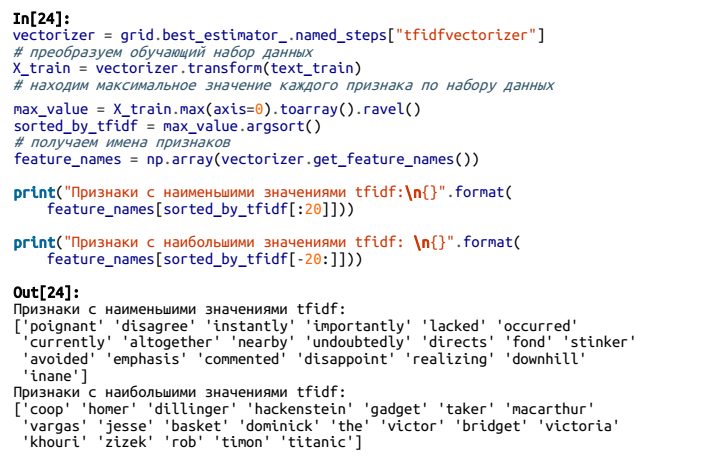 In[24]:
vectorizer = grid.best_estimator_.named_steps["tfidfvectorizer"]
# преобразуем обучающий набор данных
X_train = vectorizer.transform(text_train)
# находим максимальное значение каждого признака по набору данных
max_value = X_train.max(axis=0).toarray().ravel()
sorted_by_tfidf = max_value.argsort()
# получаем имена признаков
feature_names = np.array(vectorizer.get_feature_names())
print("Признаки с наименьшими значениями tfidf:\n{}".format(
    feature_names[sorted_by_tfidf[:20]]))
print("Признаки с наибольшими значениями tfidf: \n{}".format(
    feature_names[sorted_by_tfidf[-20:]]))
Out[24]:
Признаки с наименьшими значениями tfidf:
['poignant' 'disagree' 'instantly' 'importantly' 'lacked' 'occurred'
 'currently' 'altogether' 'nearby' 'undoubtedly' 'directs' 'fond' 'stinker'
 'avoided' 'emphasis' 'commented' 'disappoint' 'realizing' 'downhill'
 'inane']
Признаки с наибольшими значениями tfidf:
['coop' 'homer' 'dillinger' 'hackenstein' 'gadget' 'taker' 'macarthur'
 'vargas' 'jesse' 'basket' 'dominick' 'the' 'victor' 'bridget' 'victoria'
 'khouri' 'zizek' 'rob' 'timon' 'titanic']